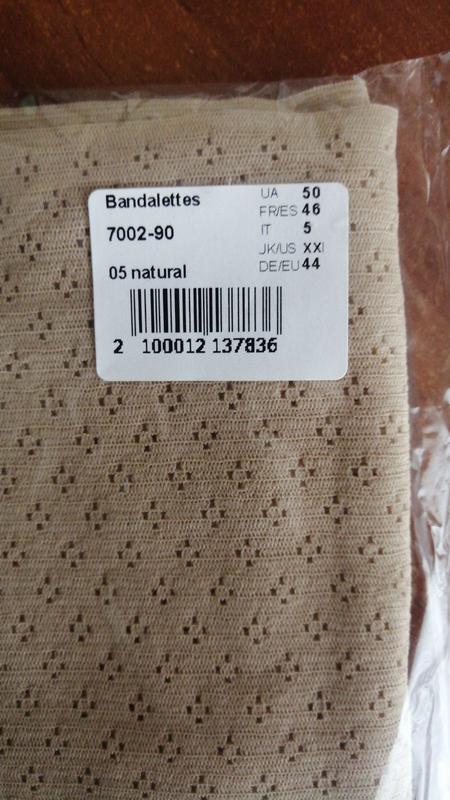 Bandalettes
7002-90
05 natural
UA 50
FR/ES 46
IT 5
JK/US XXl
DE/EU 44
2 100012 137836